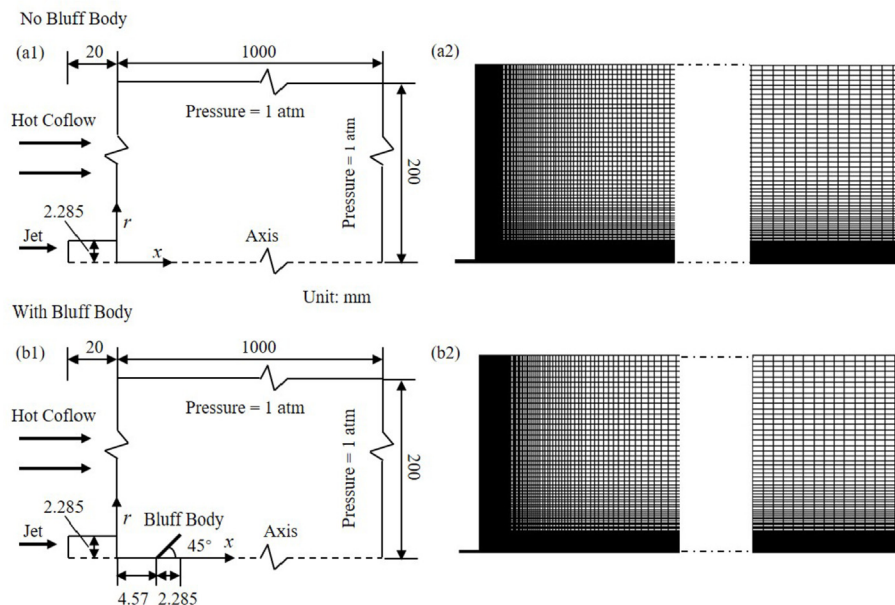 No Bluff Body
(a1)
20
1000
(a2)
Pressure = 1 atm
Hot Coflow
Pressure = 1 atm
200
2.285
r
Jet
x
Axis
Unit: mm
With Bluff Body
(b1)
20
1000
(b2)
Pressure = 1 atm
Hot Coflow
Pressure = 1 atm
200
2.285
r
Bluff Body
Jet
45°
x
Axis
4.57
2.285